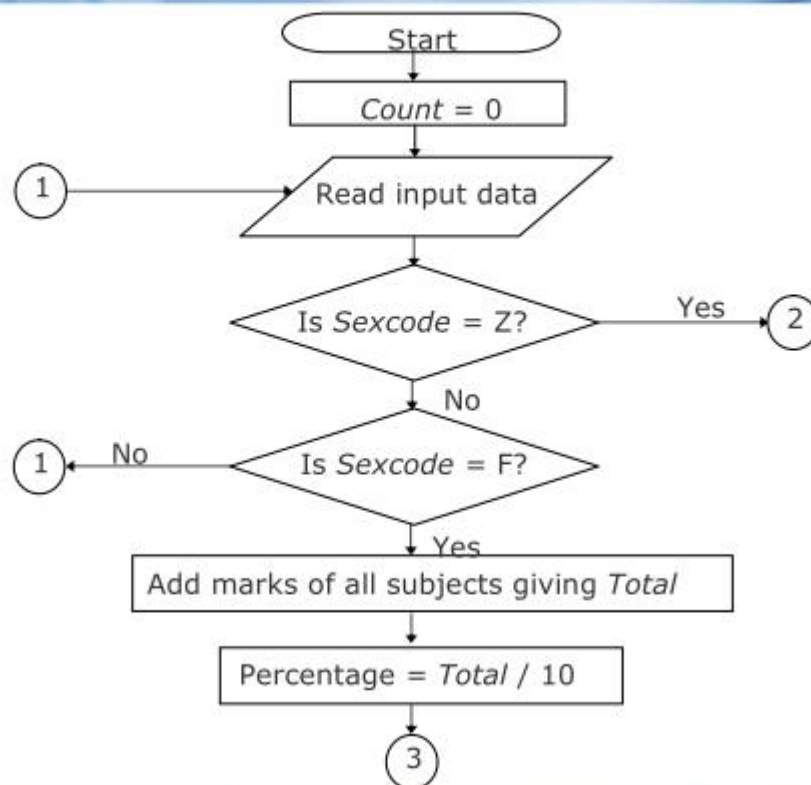 Start
Count = 0
1
Read input data
Is Sexcode = Z?
Yes
2
No
1
No
Is Sexcode = F?
Yes
Add marks of all subjects giving Total
Percentage = Total / 10
3